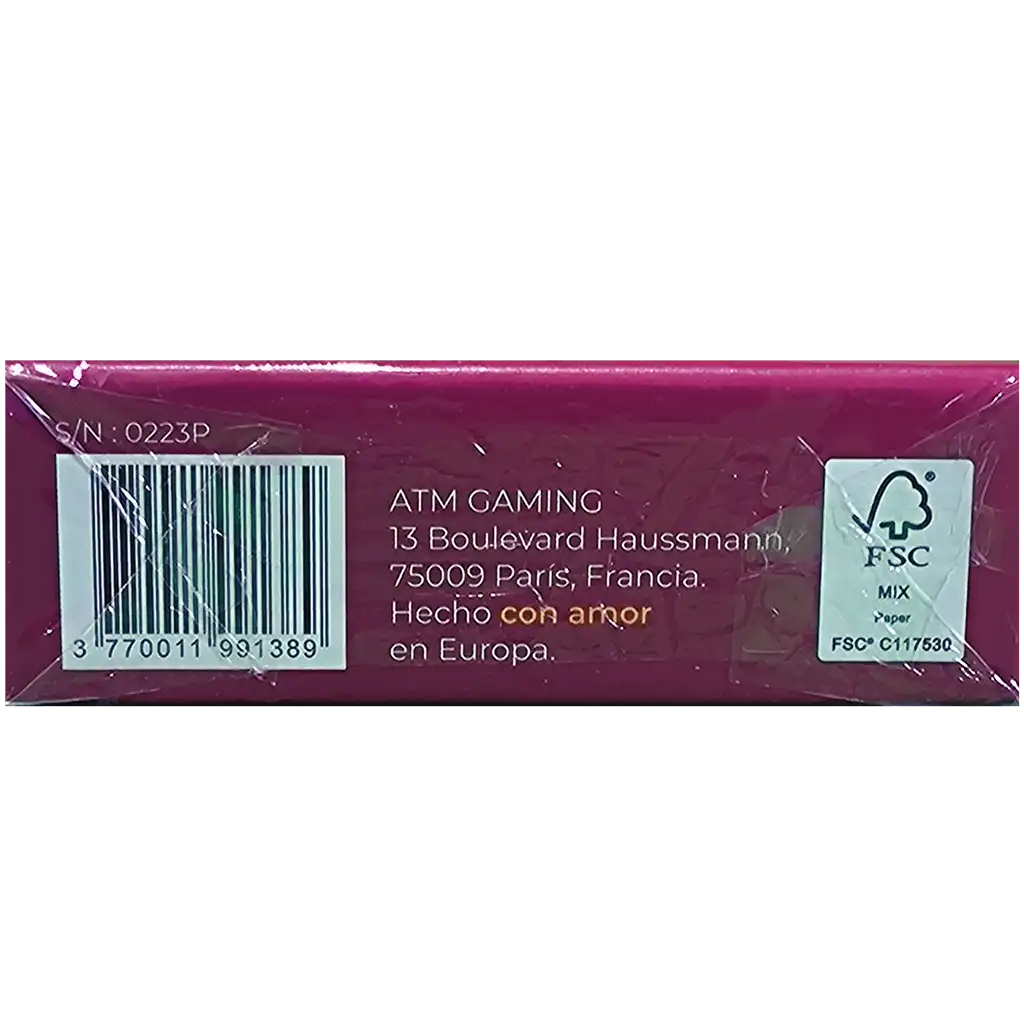 S/N : 0223P
3 770011 991389
ATM GAMING
13 Boulevard Haussmann,
75009 París, Francia.
Hecho con amor
en Europa.
®
FSC
MIX
Paper
FSC® C117530